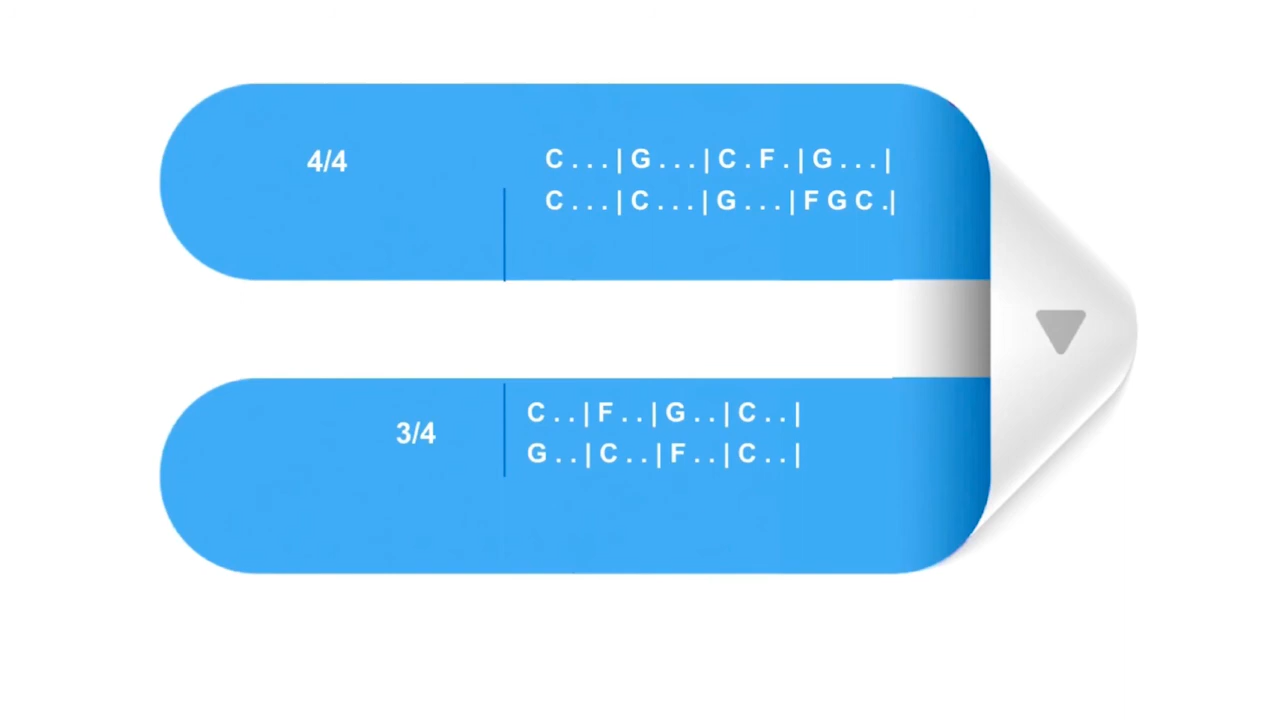 4/4
C . . . | G . . . | C . F . | G . . . |
C . . . | C . . . | G . . . | F G C .|
3/4
C . . | F . . | G . . | C . . |
G . . | C . . | F . . | C . . |